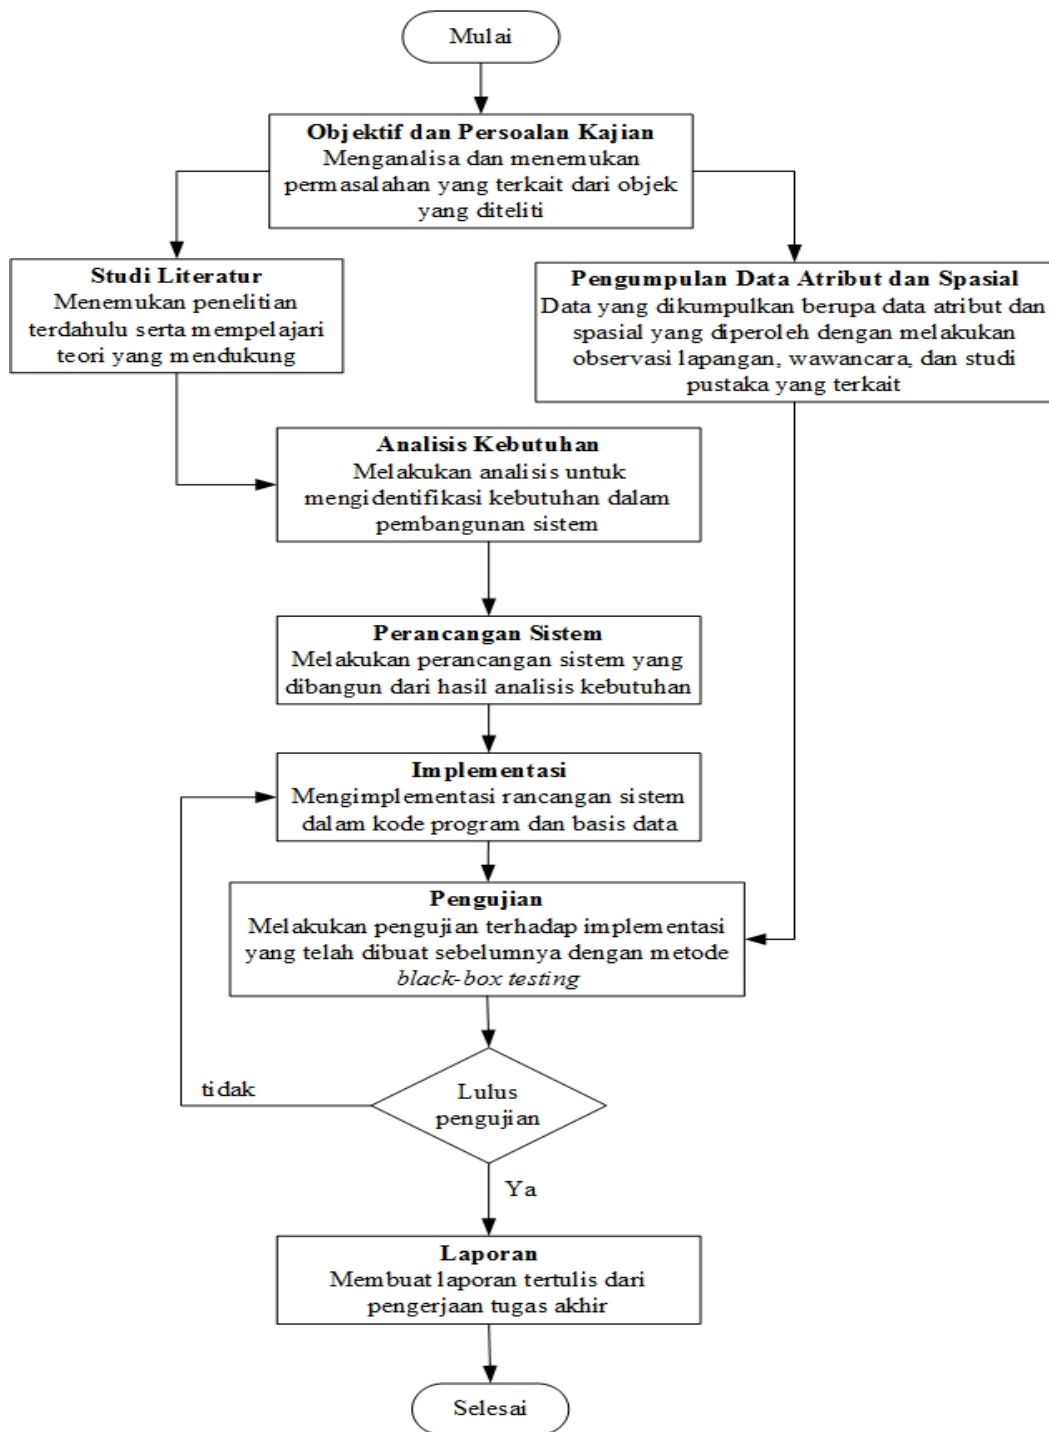 Mulai
Objektif dan Persoalan Kajian
Menganalisa dan menemukan
permasalahan yang terkait dari objek
yang diteliti
Studi Literatur
Menemukan penelitian
terdahulu serta mempelajari
teori yang mendukung
Pengumpulan Data Atribut dan Spasial
Data yang dikumpulkan berupa data atribut dan
spasial yang diperoleh dengan melakukan
observasi lapangan, wawancara, dan studi
pustaka yang terkait
Analisis Kebutuhan
Melakukan analisis untuk
mengidentifikasi kebutuhan dalam
pembangunan sistem
Perancangan Sistem
Melakukan perancangan sistem yang
dibangun dari hasil analisis kebutuhan
Implementasi
Mengimplementasi rancangan sistem
dalam kode program dan basis data
Pengujian
Melakukan pengujian terhadap implementasi
yang telah dibuat sebelumnya dengan metode
black-box testing
Lulus
pengujian
tidak
Ya
Laporan
Membuat laporan tertulis dari
pengerjaan tugas akhir
Selesai